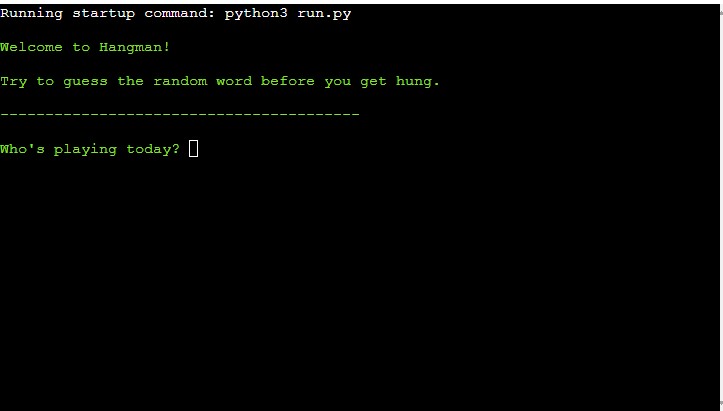 Running startup command: python3 run.py
Welcome to Hangman!
Try to guess the random word before you get hung.
----------------------------------------
Who's playing today?